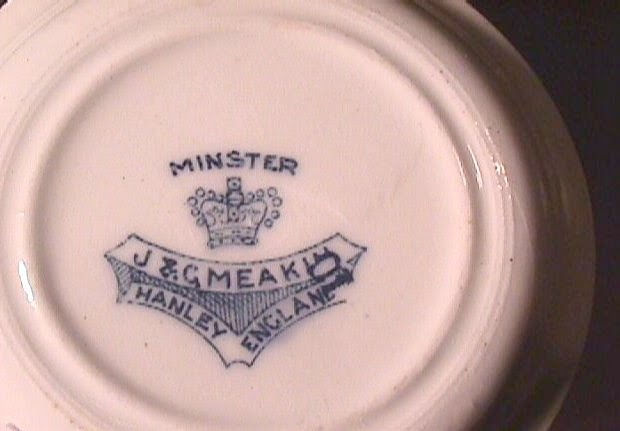 MINSTER
J & G MEAKIN
HANLEY
ENGLAND